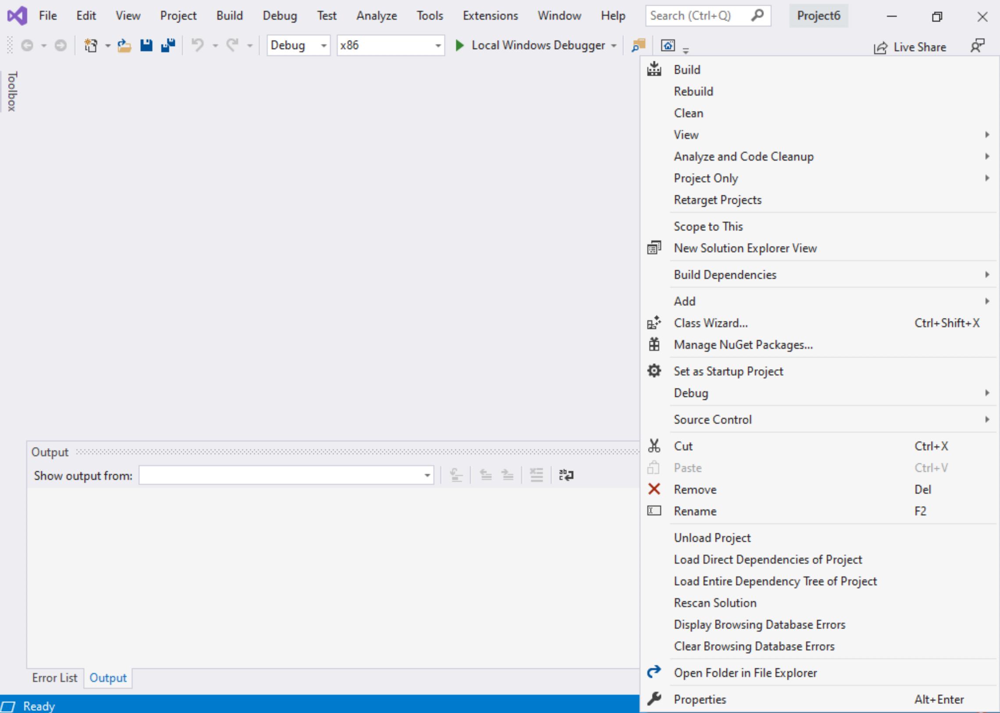 File Edit View Project Build Debug Test Analyze Tools Extensions Window Help Search (Ctrl+Q) Project6
Debug x86 Local Windows Debugger Live Share
Toolbox
Build
Rebuild
Clean
View
Analyze and Code Cleanup
Project Only
Retarget Projects
Scope to This
New Solution Explorer View
Build Dependencies
Add
Class Wizard... Ctrl+Shift+X
Manage NuGet Packages...
Set as Startup Project
Debug
Source Control
Cut Ctrl+X
Paste Ctrl+V
Remove Del
Rename F2
Unload Project
Load Direct Dependencies of Project
Load Entire Dependency Tree of Project
Rescan Solution
Display Browsing Database Errors
Clear Browsing Database Errors
Open Folder in File Explorer
Properties Alt+Enter
Output
Show output from:
Error List Output
Ready